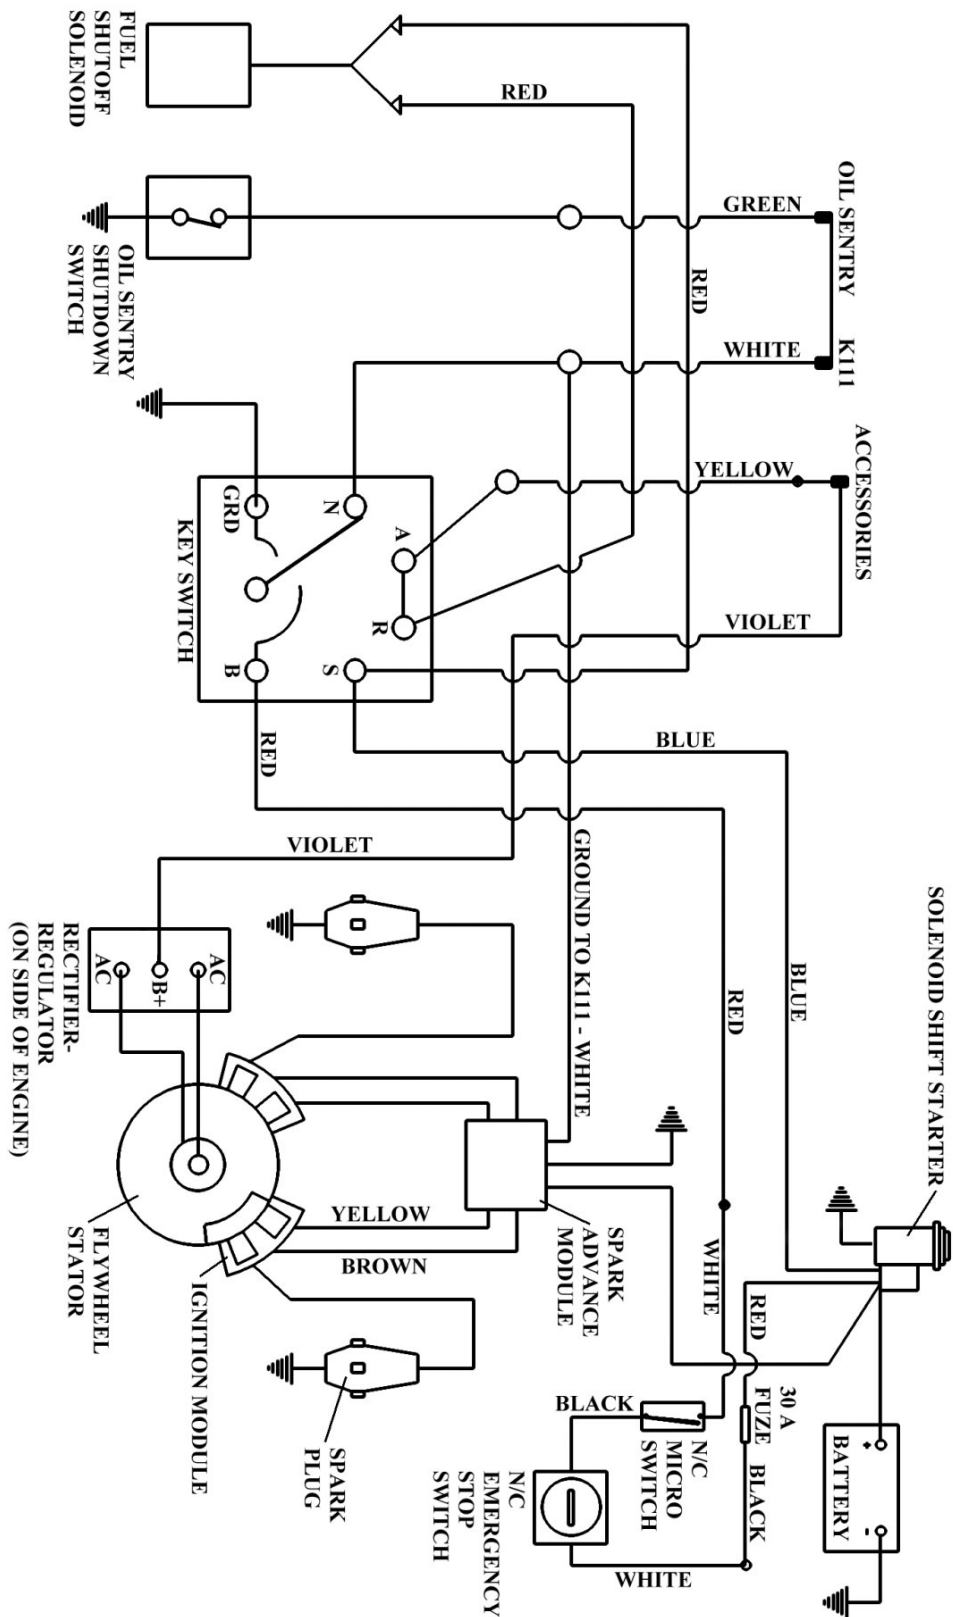 FUEL
SHUTOFF
SOLENOID
RED
OIL SENTRY
GREEN
OIL SENTRY
SHUTDOWN
SWITCH
RED
K111
WHITE
ACCESSORIES
YELLOW
GRD
N
A
R
S
B
KEY SWITCH
VIOLET
RED
BLUE
VIOLET
GROUND TO K111 - WHITE
RED
BLUE
SOLENOID SHIFT STARTER
AC
B+
AC
RECTIFIER-
REGULATOR
(ON SIDE OF ENGINE)
YELLOW
BROWN
SPARK
ADVANCE
MODULE
FLYWHEEL
STATOR
IGNITION MODULE
SPARK
PLUG
WHITE
RED
30 A
FUZE
BLACK
BLACK
N/C
MICRO
SWITCH
N/C
EMERGENCY
STOP
SWITCH
WHITE
+
BATTERY
-